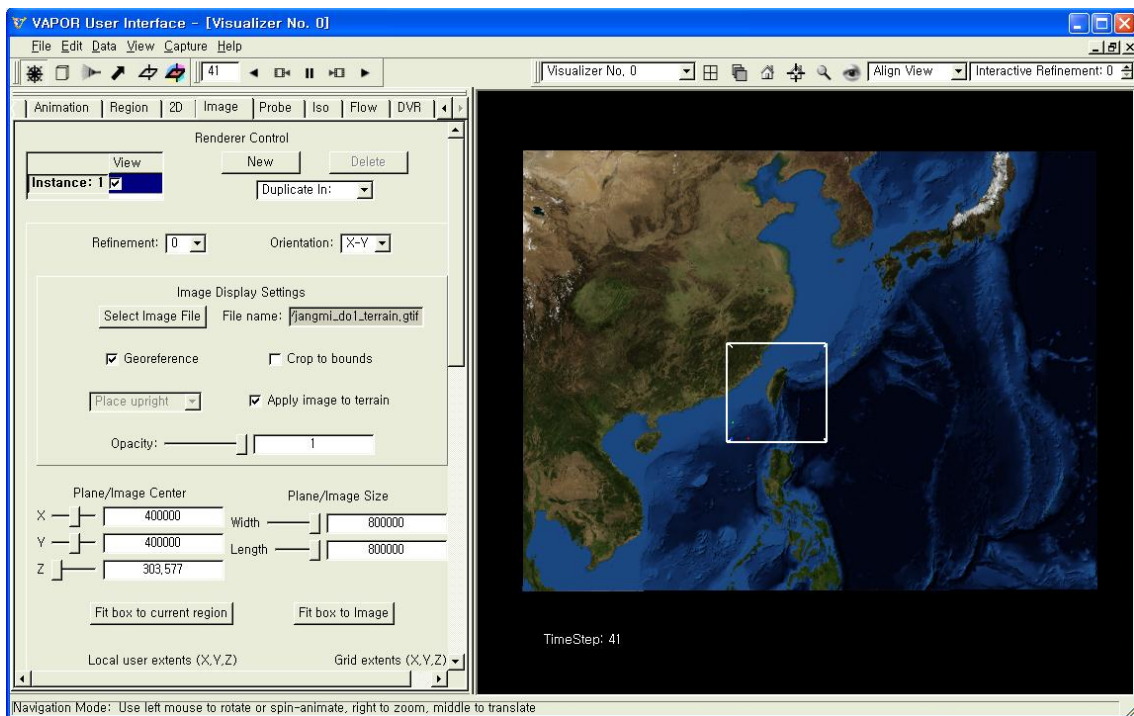 VAPOR User Interface - [Visualizer No. 0]
File Edit Data View Capture Help
41 Visualizer No. 0 Align View Interactive Refinement: 0
Animation Region 2D Image Probe Iso Flow DVR
Renderer Control
View New Delete
Instance: 1 Duplicate In:
Refinement: 0 Orientation: X-Y
Image Display Settings
Select Image File File name: /jangmi_do1_terrain.gtif
Georeference Crop to bounds
Place upright Apply image to terrain
Opacity: 1
Plane/Image Center Plane/Image Size
X 400000 Width 800000
Y 400000 Length 800000
Z 303,577
Fit box to current region Fit box to Image
TimeStep: 41
Local user extents (X,Y,Z) Grid extents (X,Y,Z)
Navigation Mode: Use left mouse to rotate or spin-animate, right to zoom, middle to translate